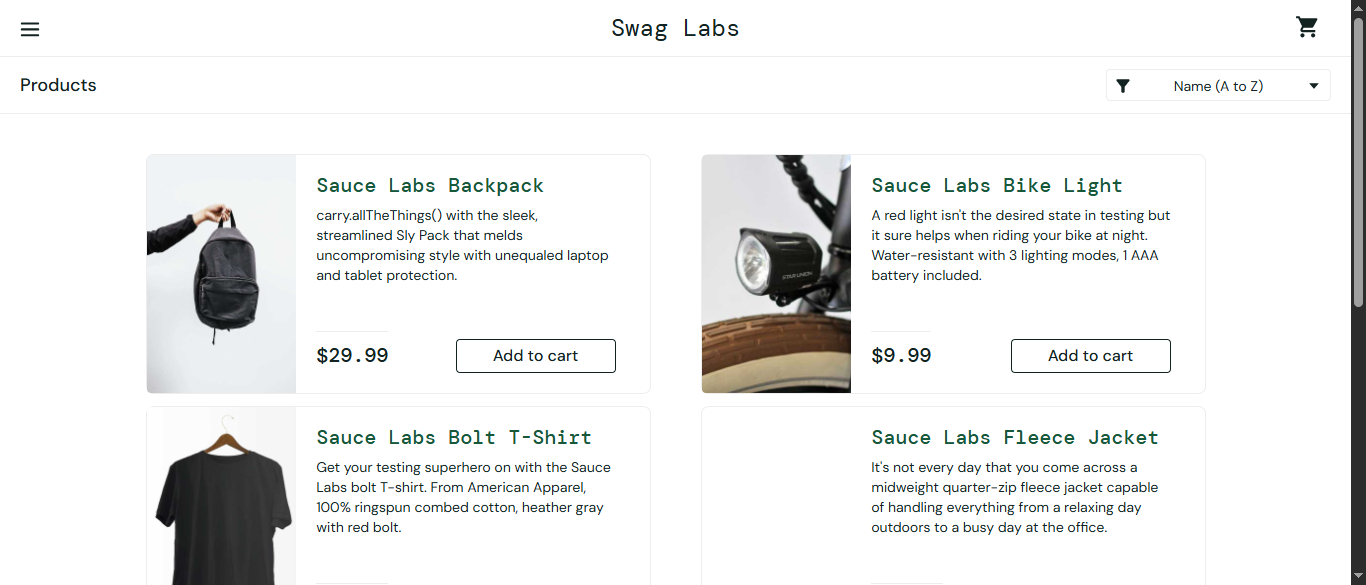 Swag Labs
Products
Name (A to Z)
Sauce Labs Backpack
carry.allTheThings() with the sleek,
streamlined Sly Pack that melds
uncompromising style with unequaled laptop
and tablet protection.
$29.99
Add to cart
Sauce Labs Bike Light
A red light isn't the desired state in testing but
it sure helps when riding your bike at night.
Water-resistant with 3 lighting modes, 1 AAA
battery included.
$9.99
Add to cart
STAR UNION
Sauce Labs Bolt T-Shirt
Get your testing superhero on with the Sauce
Labs bolt T-shirt. From American Apparel,
100% ringspun combed cotton, heather gray
with red bolt.
Sauce Labs Fleece Jacket
It's not every day that you come across a
midweight quarter-zip fleece jacket capable
of handling everything from a relaxing day
outdoors to a busy day at the office.